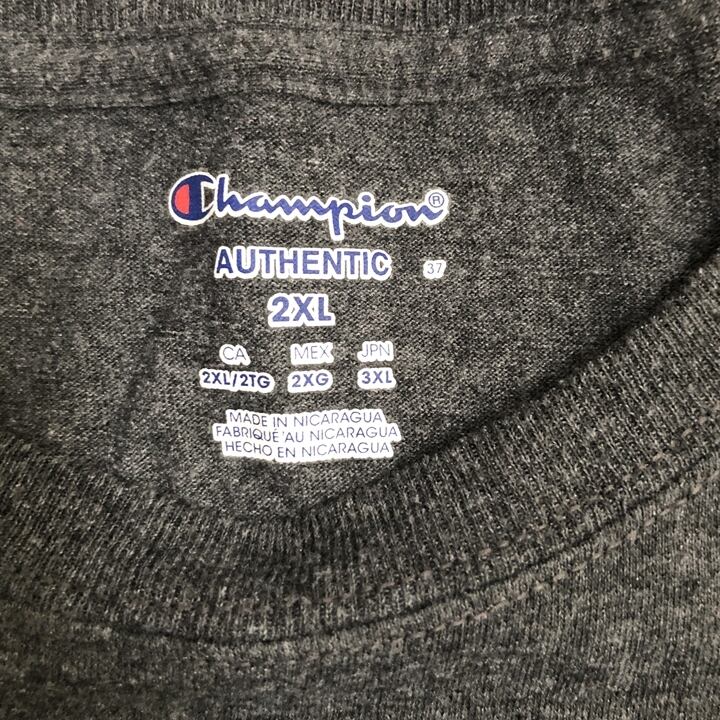 Champion®
AUTHENTIC 37
2XL
CA MEX JPN
2XL/2TG 2XG 3XL
MADE IN NICARAGUA
FABRIQUÉ AU NICARAGUA
HECHO EN NICARAGUA